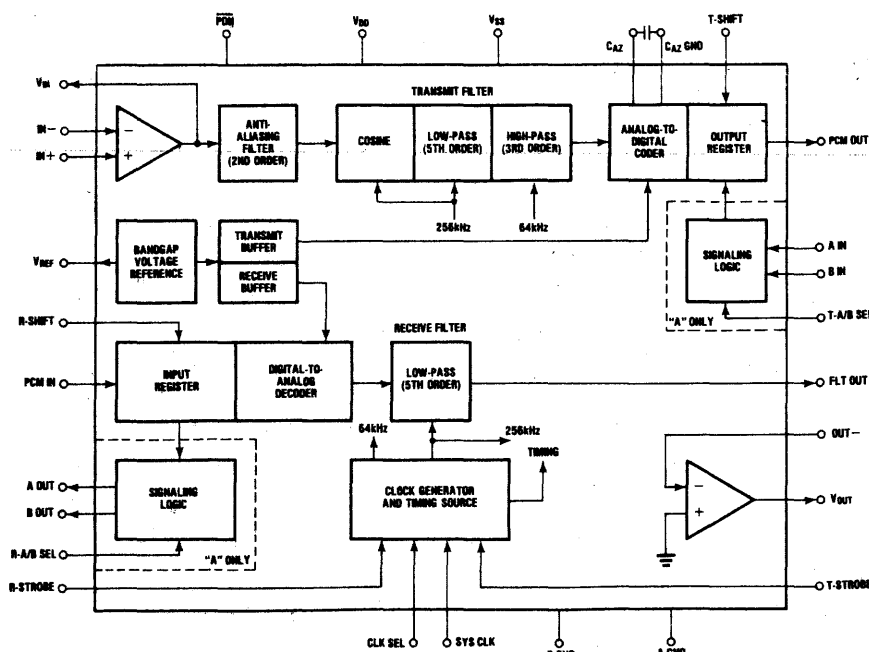 PDN
VDD
VSS
CAZ
CAZ GND
T-SHIFT
TRANSMIT FILTER
VIN
IN−
IN+
−
+
ANTI-
ALIASING
FILTER
(2ND ORDER)
COSINE
LOW-PASS
(5TH ORDER)
HIGH-PASS
(3RD ORDER)
ANALOG-TO-
DIGITAL
CODER
OUTPUT
REGISTER
PCM OUT
256kHz
64kHz
VREF
BANDGAP
VOLTAGE
REFERENCE
TRANSMIT
BUFFER
RECEIVE
BUFFER
SIGNALING
LOGIC
A IN
B IN
T-A/B SEL
"A" ONLY
R-SHIFT
RECEIVE FILTER
PCM IN
INPUT
REGISTER
DIGITAL-TO-
ANALOG
DECODER
LOW-PASS
(5TH ORDER)
FLT OUT
64kHz
256kHz
TIMING
OUT−
A OUT
B OUT
SIGNALING
LOGIC
CLOCK GENERATOR
AND TIMING SOURCE
−
+
VOUT
R-A/B SEL
"A" ONLY
R-STROBE
T-STROBE
CLK SEL
SYS CLK